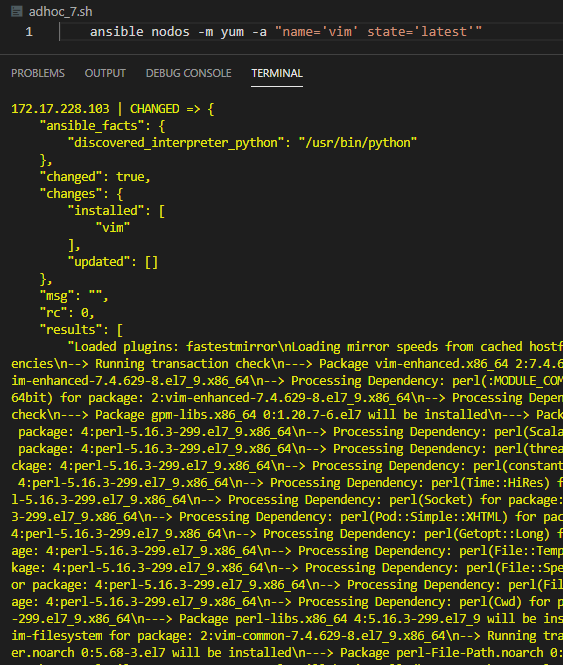 adhoc_7.sh
1 ansible nodos -m yum -a "name='vim' state='latest'"
PROBLEMS OUTPUT DEBUG CONSOLE TERMINAL
172.17.228.103 | CHANGED => {
"ansible_facts": {
"discovered_interpreter_python": "/usr/bin/python"
},
"changed": true,
"changes": {
"installed": [
"vim"
],
"updated": []
},
"msg": "",
"rc": 0,
"results": [
"Loaded plugins: fastestmirror\nLoading mirror speeds from cached hostf
encies\n--> Running transaction check\n---> Package vim-enhanced.x86_64 2:7.4.6
im-enhanced-7.4.629-8.el7_9.x86_64\n--> Processing Dependency: perl(:MODULE_COM
64bit) for package: 2:vim-enhanced-7.4.629-8.el7_9.x86_64\n--> Processing Depen
check\n---> Package gpm-libs.x86_64 0:1.20.7-6.el7 will be installed\n---> Pack
package: 4:perl-5.16.3-299.el7_9.x86_64\n--> Processing Dependency: perl(Scala
package: 4:perl-5.16.3-299.el7_9.x86_64\n--> Processing Dependency: perl(threa
ckage: 4:perl-5.16.3-299.el7_9.x86_64\n--> Processing Dependency: perl(constant
4:perl-5.16.3-299.el7_9.x86_64\n--> Processing Dependency: perl(Time::HiRes) f
l-5.16.3-299.el7_9.x86_64\n--> Processing Dependency: perl(Socket) for package:
3-299.el7_9.x86_64\n--> Processing Dependency: perl(Pod::Simple::XHTML) for pac
4:perl-5.16.3-299.el7_9.x86_64\n--> Processing Dependency: perl(Getopt::Long) f
age: 4:perl-5.16.3-299.el7_9.x86_64\n--> Processing Dependency: perl(File::Temp
kage: 4:perl-5.16.3-299.el7_9.x86_64\n--> Processing Dependency: perl(File::Spe
or package: 4:perl-5.16.3-299.el7_9.x86_64\n--> Processing Dependency: perl(Fil
age: 4:perl-5.16.3-299.el7_9.x86_64\n--> Processing Dependency: perl(Cwd) for p
-299.el7_9.x86_64\n---> Package perl-libs.x86_64 4:5.16.3-299.el7_9 will be ins
im-filesystem for package: 2:vim-common-7.4.629-8.el7_9.x86_64\n--> Running tra
er.noarch 0:5.68-3.el7 will be installed\n---> Package perl-File-Path.noarch 0: